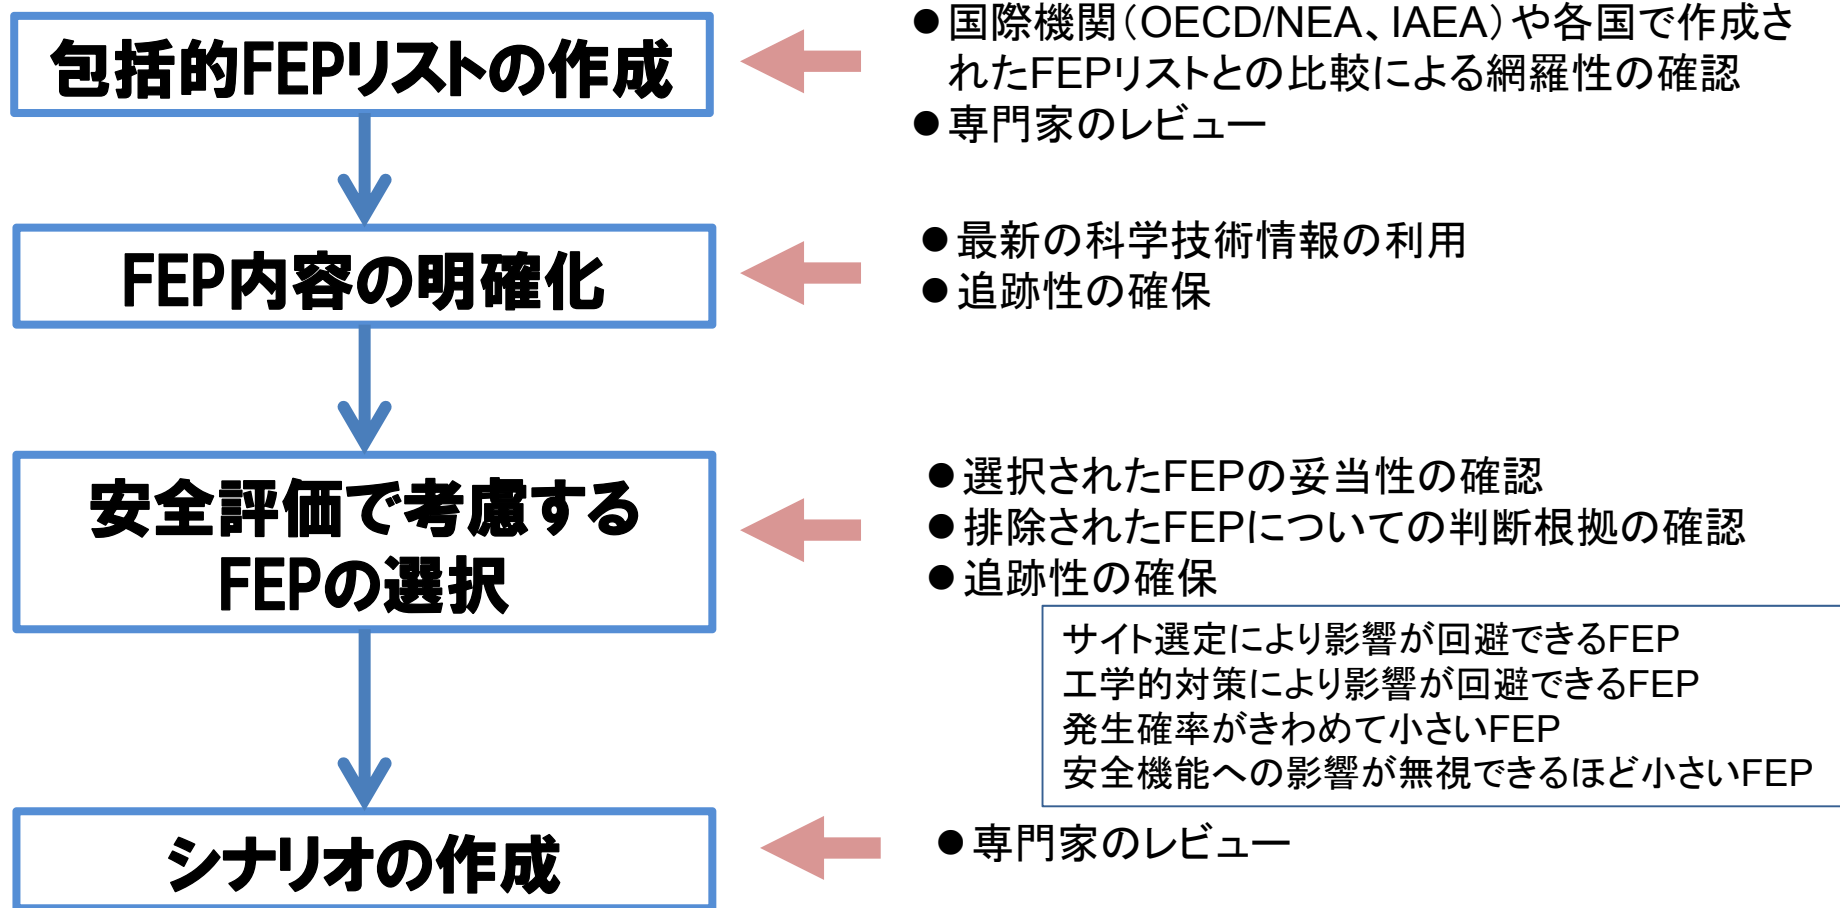 包括的FEPリストの作成
●国際機関(OECD/NEA、IAEA)や各国で作成さ
れたFEPリストとの比較による網羅性の確認
●専門家のレビュー
FEP内容の明確化
●最新の科学技術情報の利用
●追跡性の確保
安全評価で考慮する
FEPの選択
●選択されたFEPの妥当性の確認
●排除されたFEPについての判断根拠の確認
●追跡性の確保
サイト選定により影響が回避できるFEP
工学的対策により影響が回避できるFEP
発生確率がきわめて小さいFEP
安全機能への影響が無視できるほど小さいFEP
シナリオの作成
●専門家のレビュー